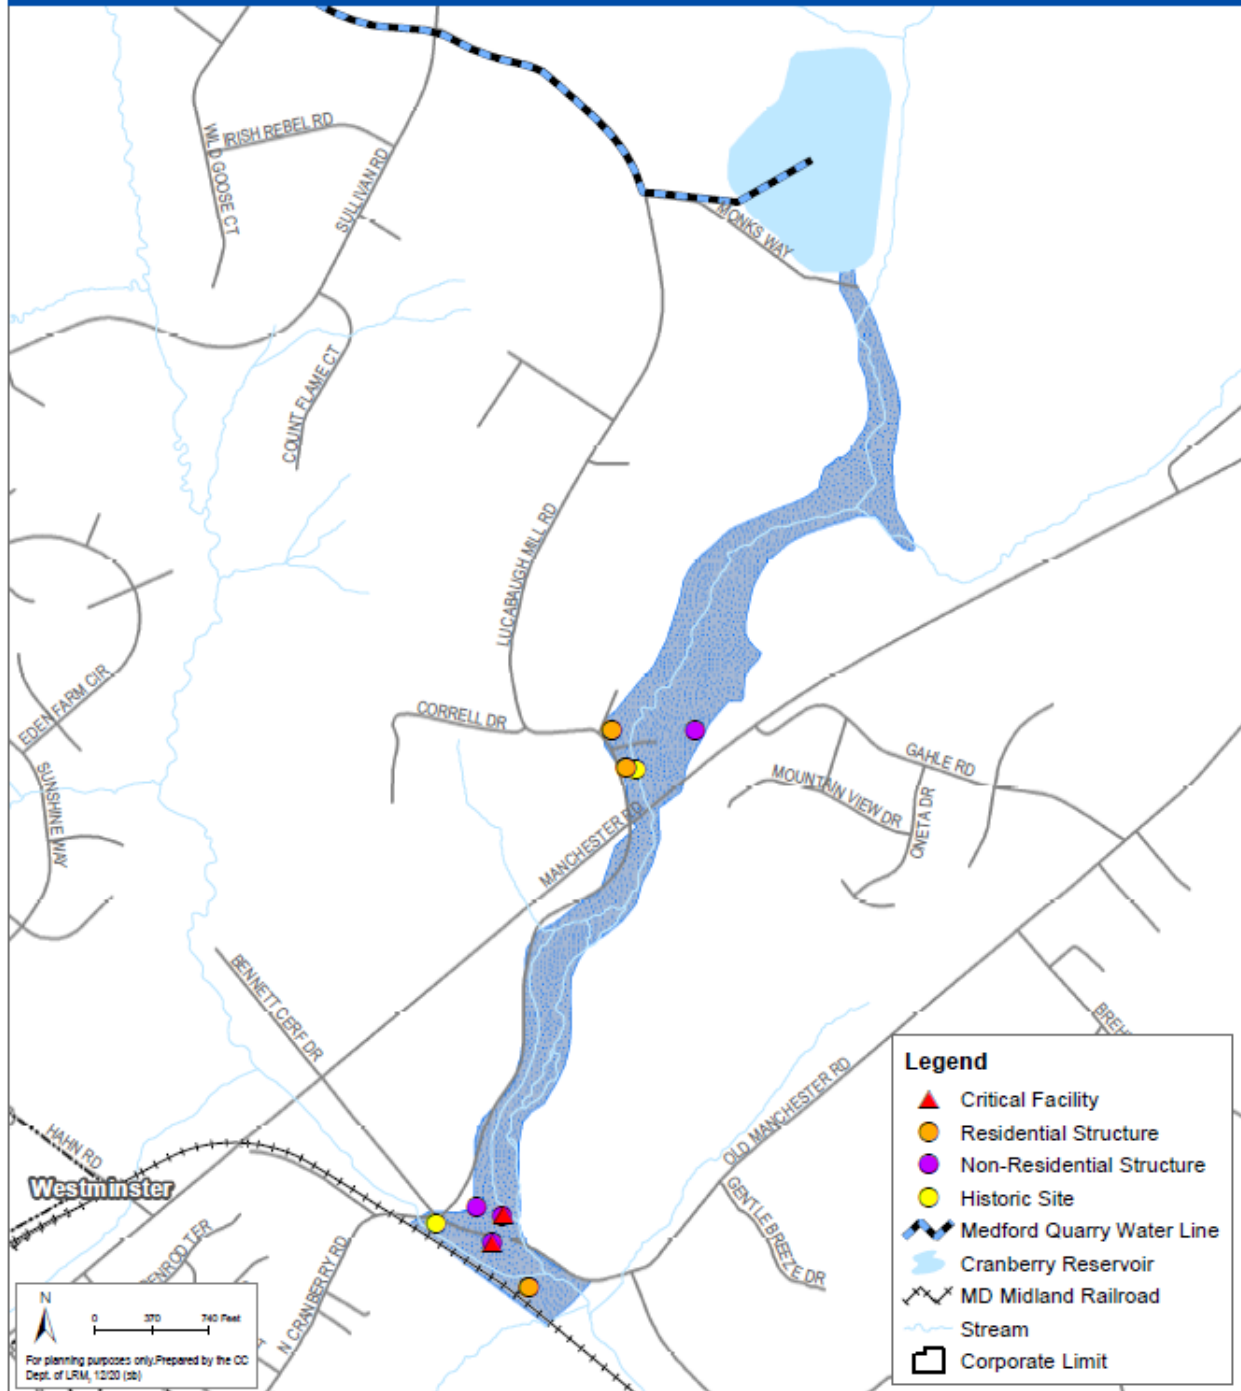 IRISH REBEL RD
WILD GOOSE CT
SULLIVAN RD
MONKS WAY
COUNT FLAME CT
LUCABAUGH MILL RD
EDEN FARM CIR
CORRELL DR
GAHLE RD
SUNSHINE WAY
MOUNTAIN VIEW DR
ONETA DR
MANCHESTER RD
BENNETT CERF DR
OLD MANCHESTER RD
HAHN RD
Westminster
GENTLE BREEZE DR
N CRANBERRY RD
Legend
Critical Facility
Residential Structure
Non-Residential Structure
Historic Site
Medford Quarry Water Line
Cranberry Reservoir
MD Midland Railroad
Stream
Corporate Limit
N
0 370 740 Feet
For planning purposes only.Prepared by the CC
Dept. of LRM, 12/20 (sb)